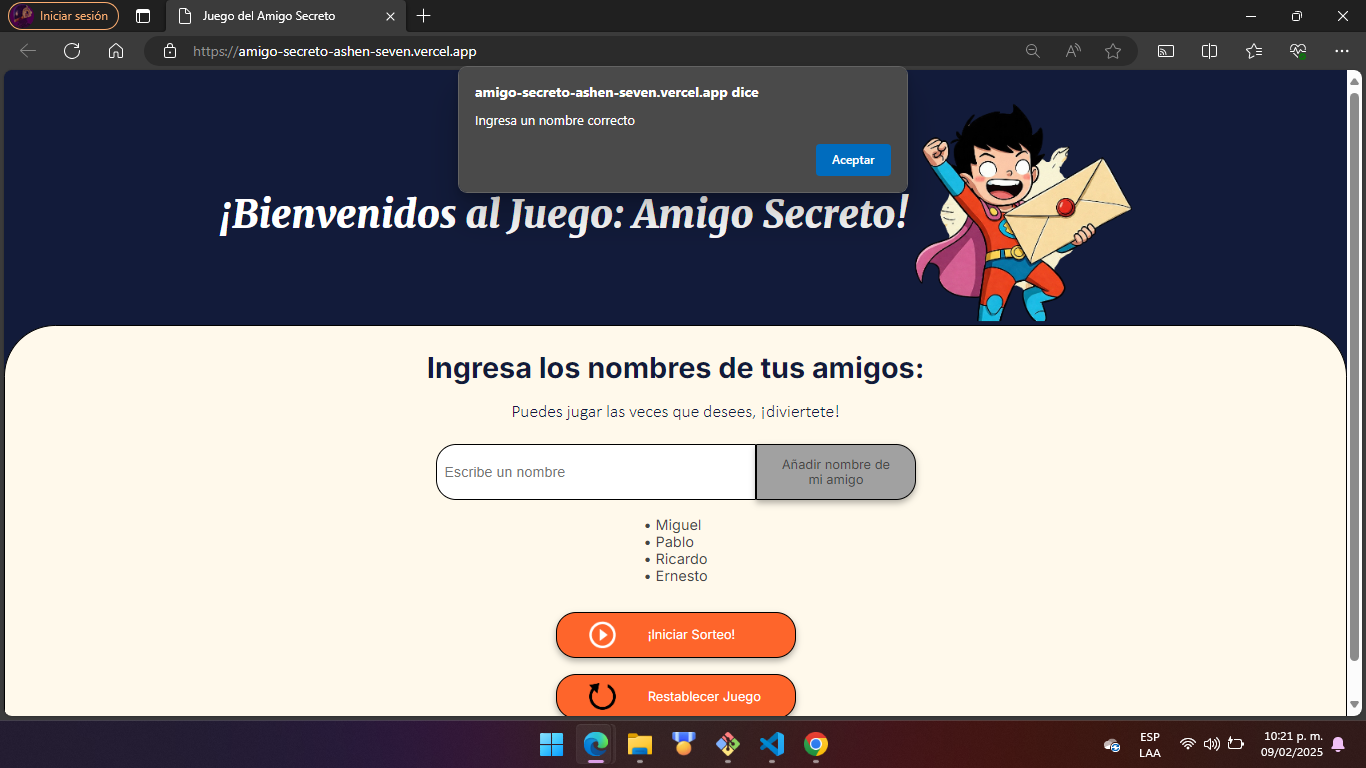 Iniciar sesión
Juego del Amigo Secreto
https://amigo-secreto-ashen-seven.vercel.app
amigo-secreto-ashen-seven.vercel.app dice
Ingresa un nombre correcto
Aceptar
¡Bienvenidos al Juego: Amigo Secreto!
Ingresa los nombres de tus amigos:
Puedes jugar las veces que desees, ¡diviertete!
Escribe un nombre
Añadir nombre de
mi amigo
• Miguel
• Pablo
• Ricardo
• Ernesto
¡Iniciar Sorteo!
Restablecer Juego
ESP
LAA
10:21 p. m.
09/02/2025